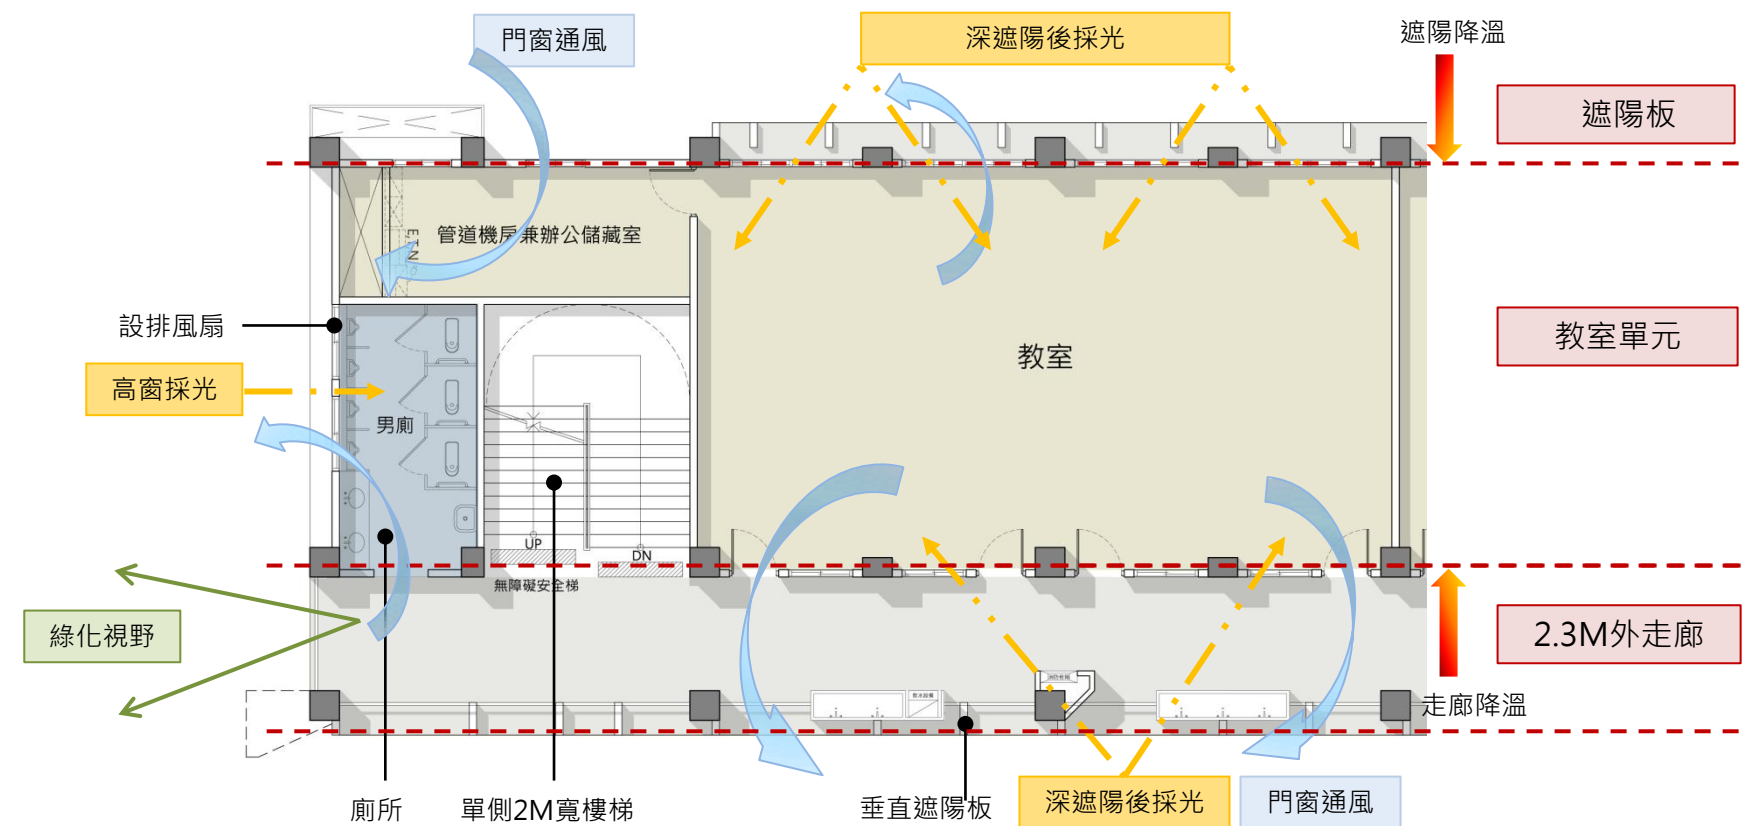 門窗通風
深遮陽後採光
遮陽降溫
遮陽板
管道機房兼辦公儲藏室
設排風扇
教室單元
教室
高窗採光
男廁
UP
DN
無障礙安全梯
綠化視野
2.3M外走廊
走廊降溫
廁所
單側2M寬樓梯
垂直遮陽板
深遮陽後採光
門窗通風